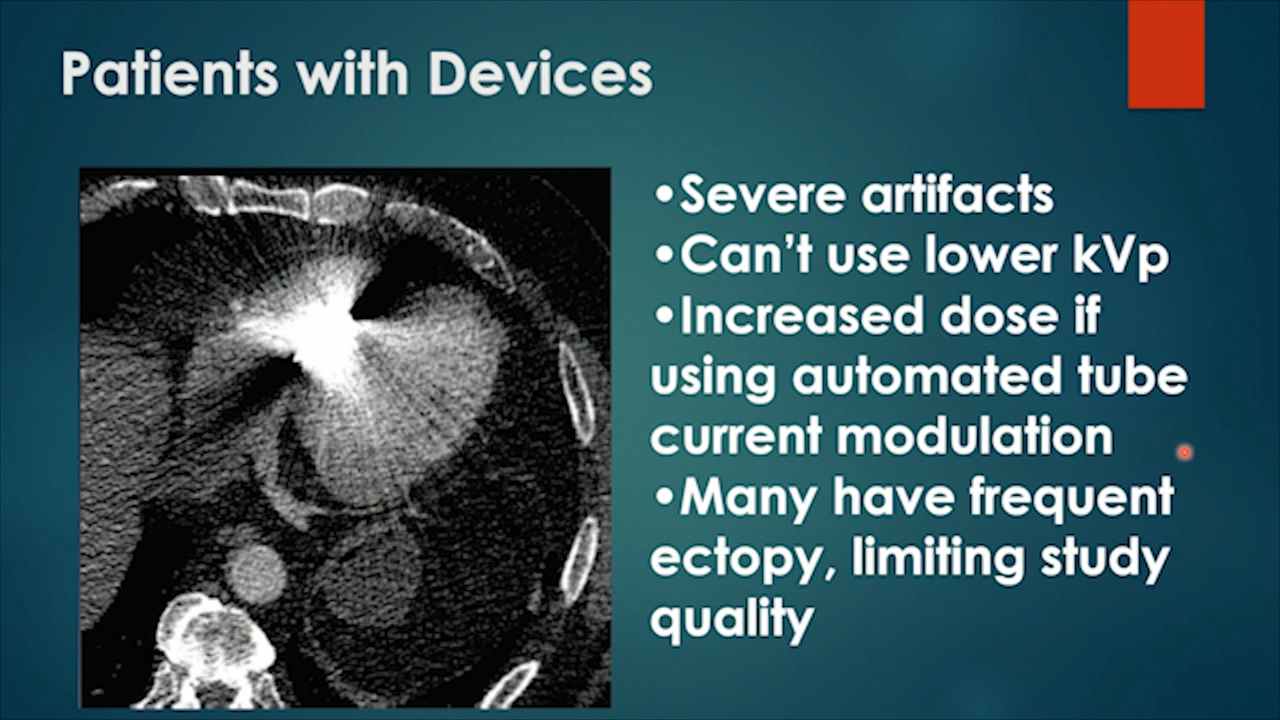 Patients with Devices
•Severe artifacts
•Can’t use lower kVp
•Increased dose if
using automated tube
current modulation
•Many have frequent
ectopy, limiting study
quality